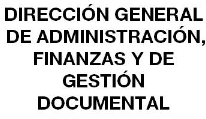 DIRECCIÓN GENERAL
DE ADMINISTRACIÓN,
FINANZAS Y DE
GESTIÓN
DOCUMENTAL